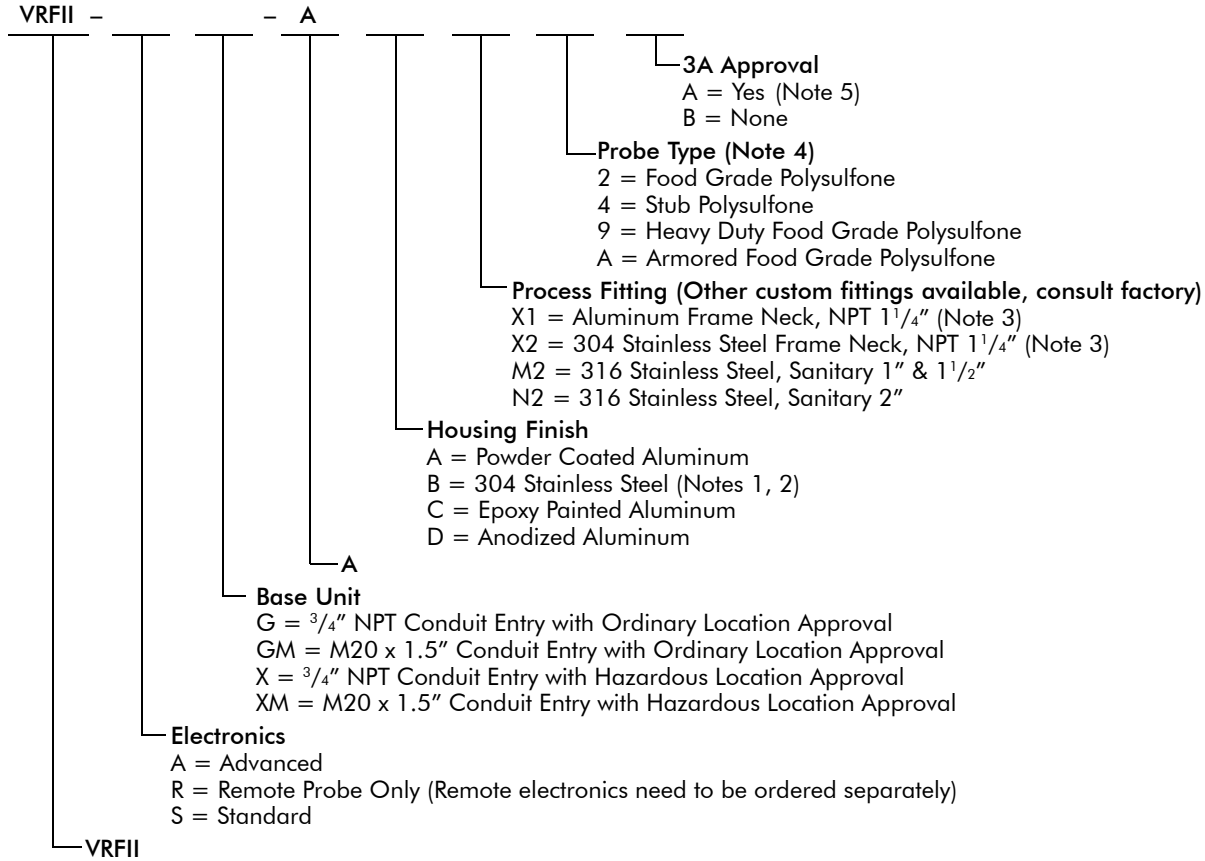 VRFII – – A
3A Approval
A = Yes (Note 5)
B = None
Probe Type (Note 4)
2 = Food Grade Polysulfone
4 = Stub Polysulfone
9 = Heavy Duty Food Grade Polysulfone
A = Armored Food Grade Polysulfone
Process Fitting (Other custom fittings available, consult factory)
X1 = Aluminum Frame Neck, NPT 1 1/4″ (Note 3)
X2 = 304 Stainless Steel Frame Neck, NPT 1 1/4″ (Note 3)
M2 = 316 Stainless Steel, Sanitary 1″ & 1 1/2″
N2 = 316 Stainless Steel, Sanitary 2″
Housing Finish
A = Powder Coated Aluminum
B = 304 Stainless Steel (Notes 1, 2)
C = Epoxy Painted Aluminum
D = Anodized Aluminum
A
Base Unit
G = 3/4″ NPT Conduit Entry with Ordinary Location Approval
GM = M20 x 1.5″ Conduit Entry with Ordinary Location Approval
X = 3/4″ NPT Conduit Entry with Hazardous Location Approval
XM = M20 x 1.5″ Conduit Entry with Hazardous Location Approval
Electronics
A = Advanced
R = Remote Probe Only (Remote electronics need to be ordered separately)
S = Standard
VRFII